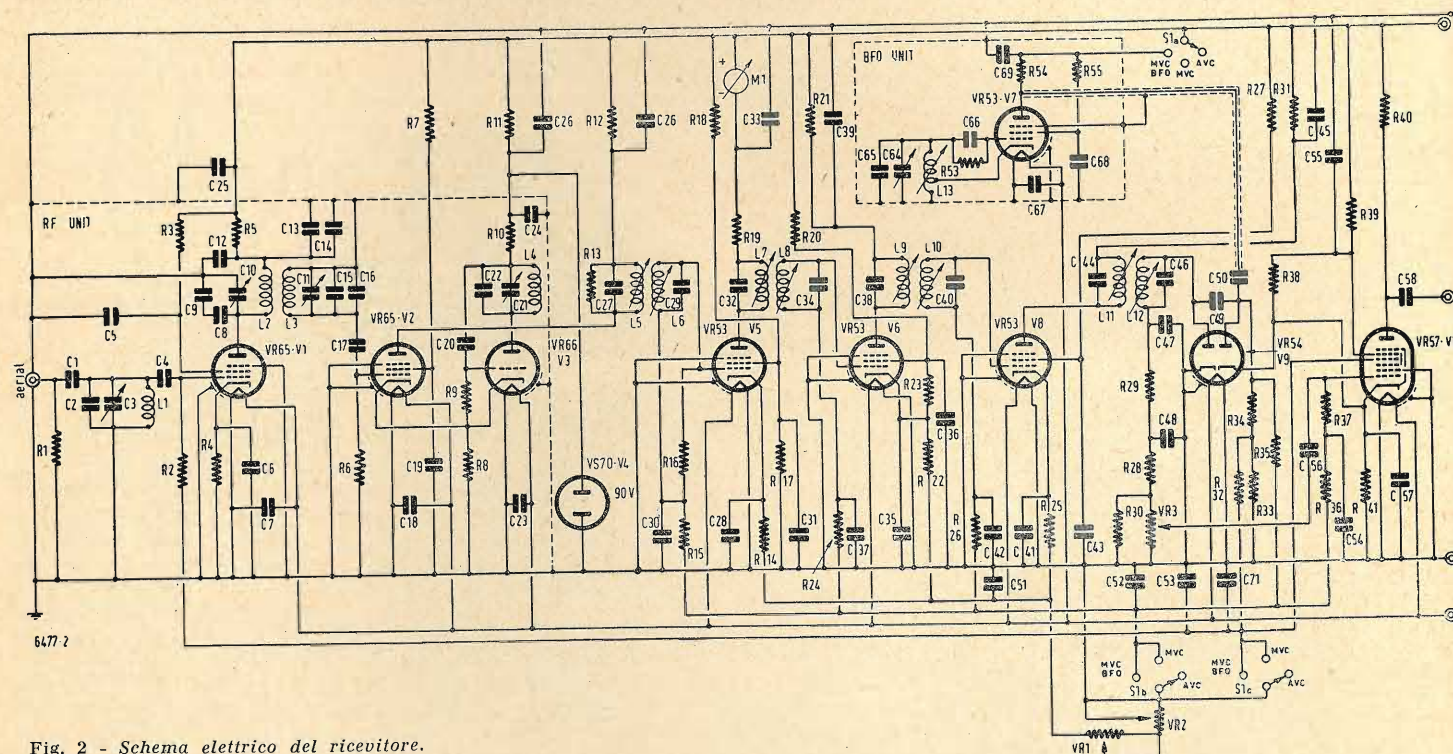 BFO UNIT
C69
R54
R55
MVC
BFO
MVC
AVC
S1a
R27
R31
C45
C55
R40
R7
R11
C26
R12
C26
R18
M1
C33
R21
C39
C66
VR53-V7
C65
C64
R53
L13
C68
C67
C25
RF UNIT
R3
R5
C13
C14
C12
C10
C11
C15
C16
C9
C8
L2
L3
C5
VR65-V1
C17
VR65-V2
C24
R10
L4
C22
C21
C20
VR66
V3
R13
C27
L5
C29
L6
R19
L7
L8
C32
C34
VR53
V5
R20
L9
L10
C38
C40
VR53
V6
VR53
V8
C44
L11
L12
C46
C49
C50
R38
R39
C47
VR54
V9
C58
VR57-V
aerial
C1
C2
C3
L1
C4
R1
R2
R4
C6
C7
R6
C19
C18
R9
R8
C23
VS70-V4
90V
R16
R17
C30
R15
C28
R14
C31
R23
C36
R22
C37
R24
C35
R26
C42
C41
R25
C43
C51
R29
C48
R28
R30
VR3
R34
R35
R32
R33
R37
C56
R36
C54
R41
C57
C52
C53
C71
MVC
MVC
BFO
S1b
AVC
MVC
MVC
BFO
S1c
AVC
VR2
VR1
6477-2
Fig. 2 - Schema elettrico del ricevitore.